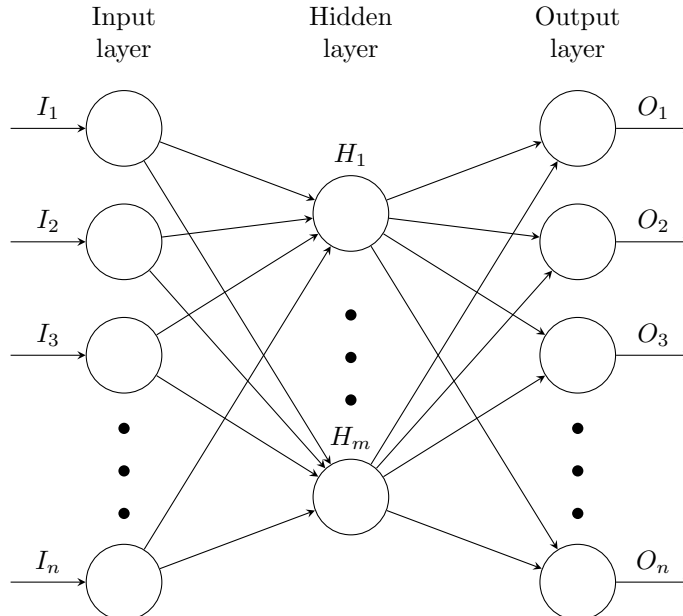 Input
layer
Hidden
layer
Output
layer
I₁
I₂
I₃
Iₙ
H₁
Hₘ
O₁
O₂
O₃
Oₙ